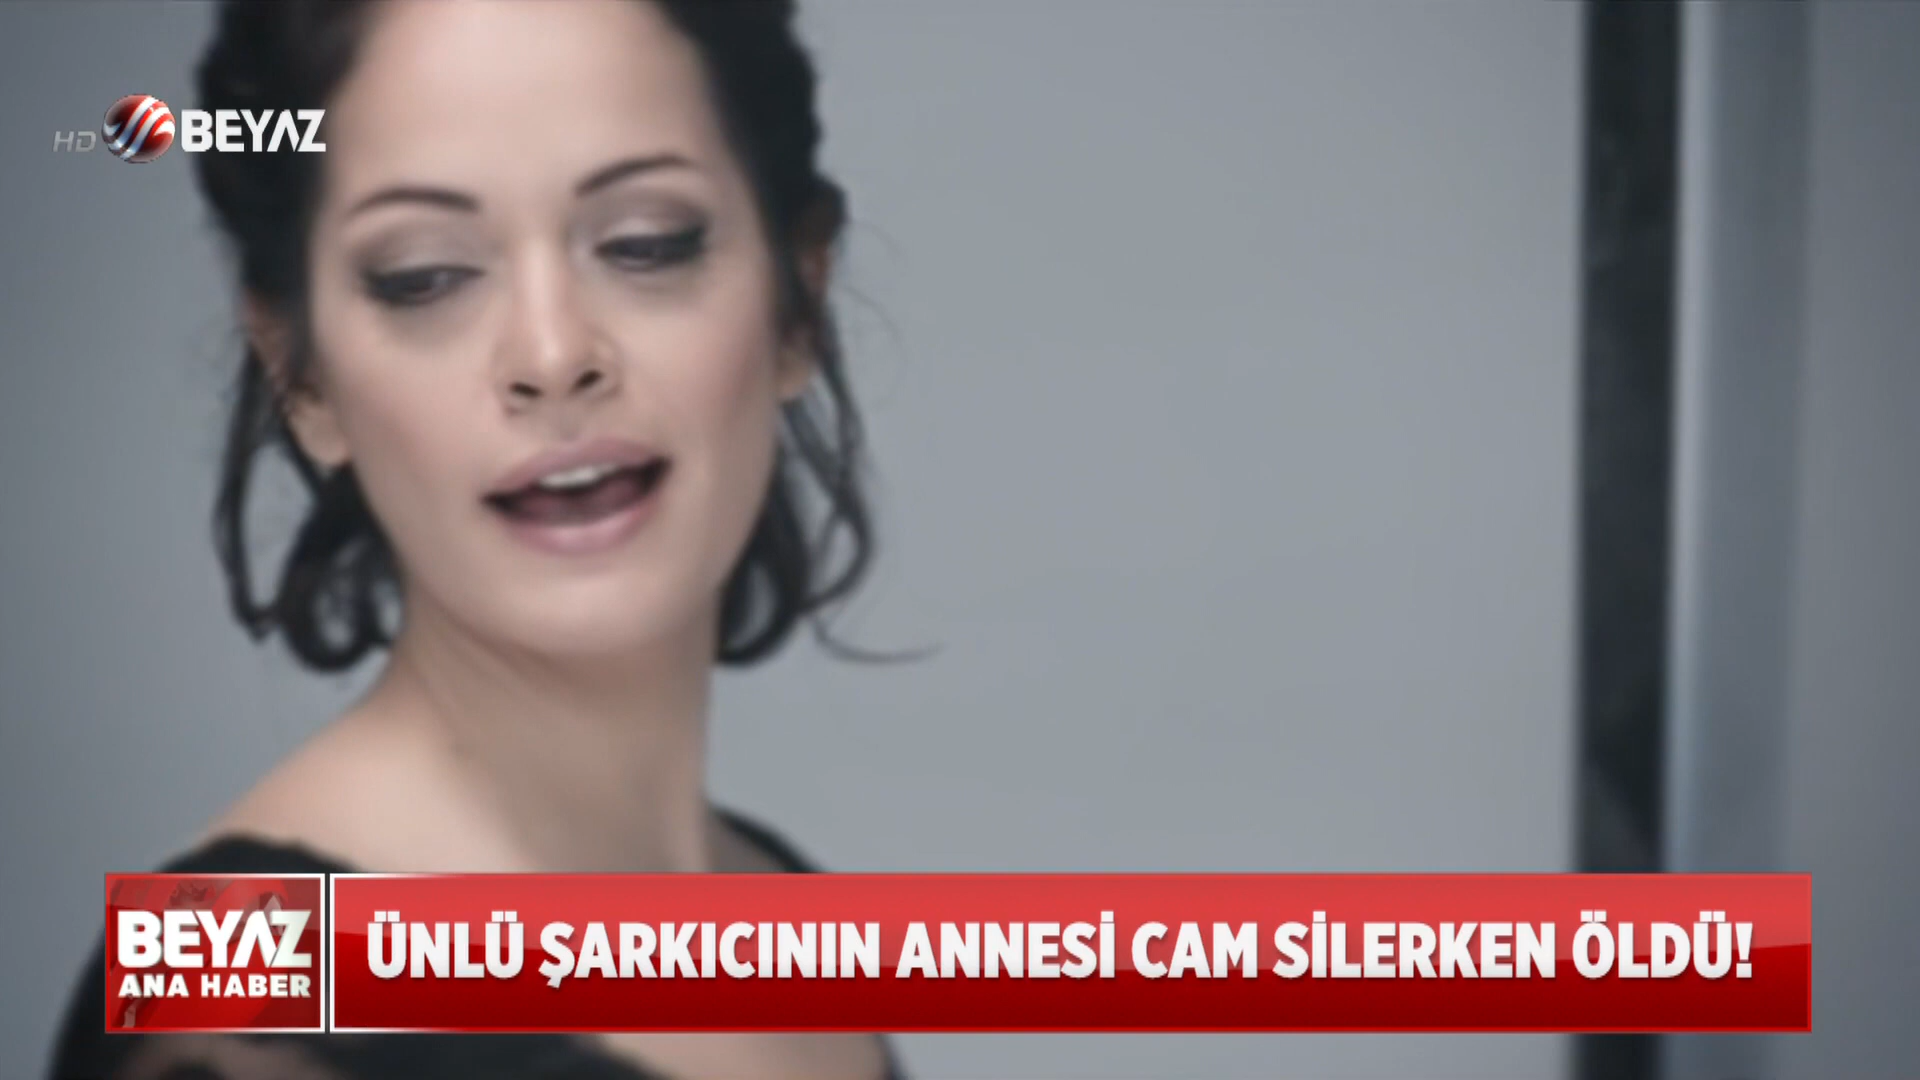 HD BEYAZ
BEYAZ
ANA HABER
ÜNLÜ ŞARKICININ ANNESİ CAM SİLERKEN ÖLDÜ!